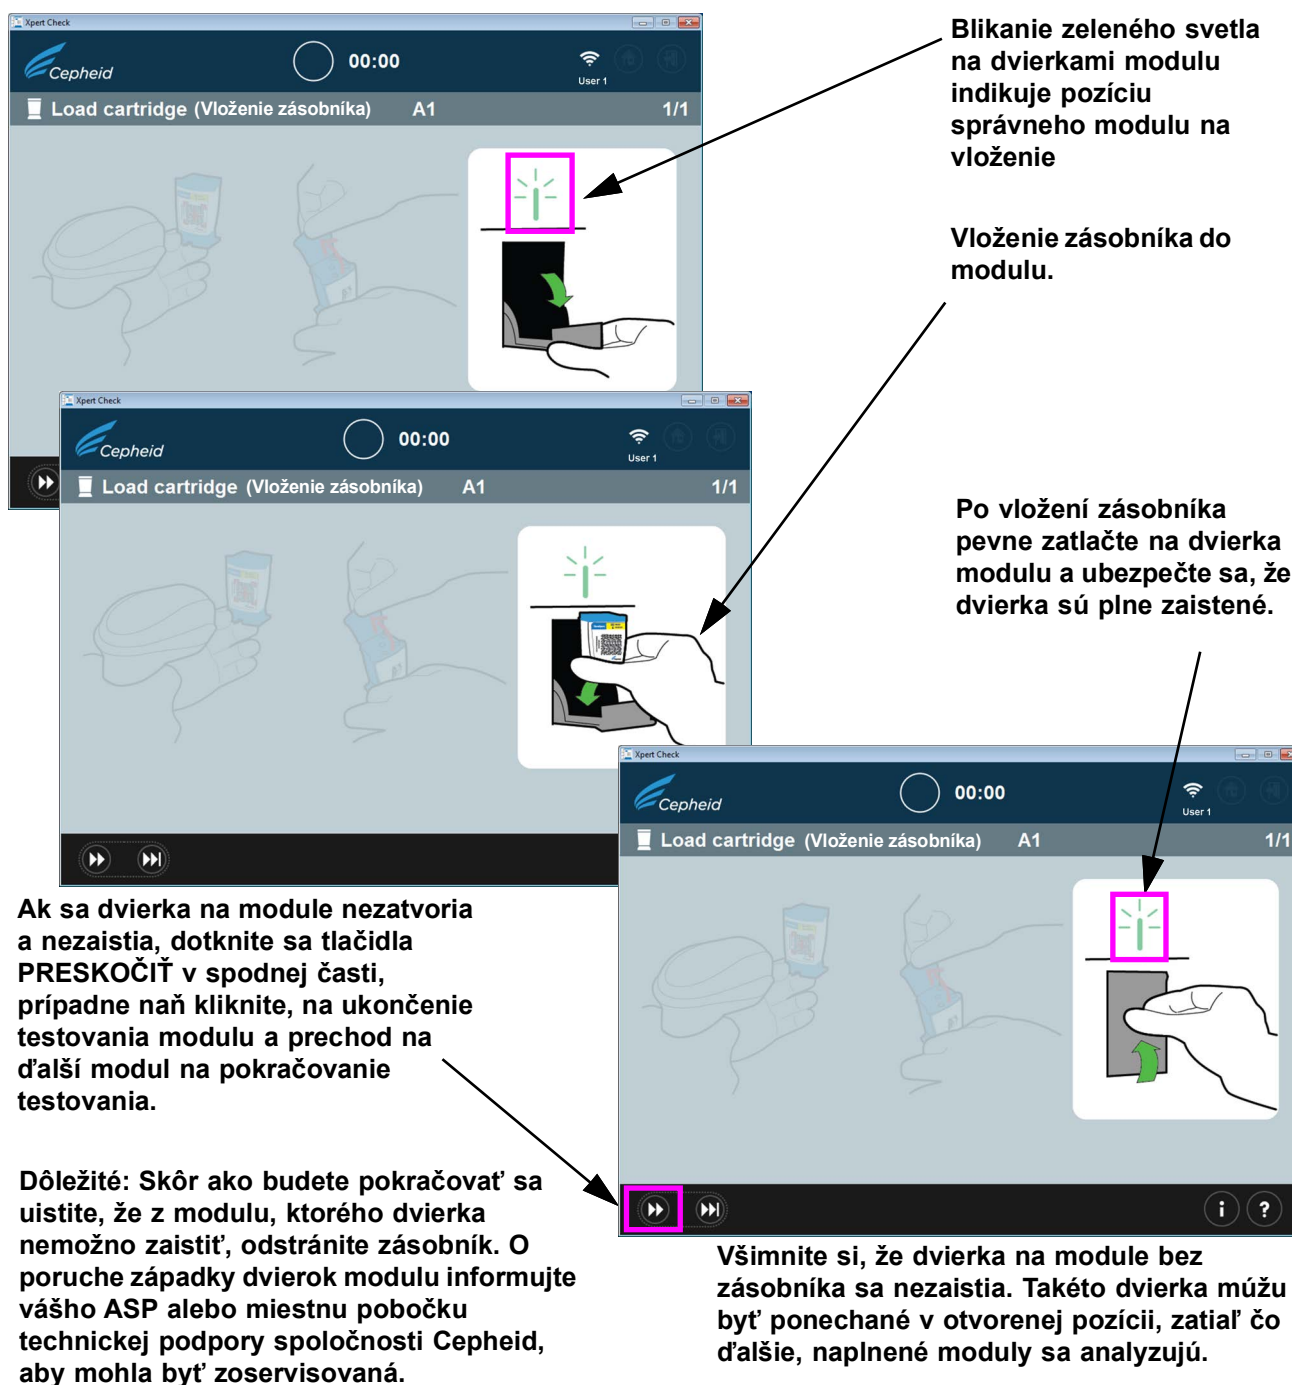 Xpert Check
Cepheid
00:00
User 1
Load cartridge (Vloženie zásobníka) A1 1/1
Blikanie zeleného svetla
na dvierkami modulu
indikuje pozíciu
správneho modulu na
vloženie
Vloženie zásobníka do
modulu.
Xpert Check
Cepheid
00:00
User 1
Load cartridge (Vloženie zásobníka) A1 1/1
Po vložení zásobníka
pevne zatlačte na dvierka
modulu a ubezpečte sa, že
dvierka sú plne zaistené.
Xpert Check
Cepheid
00:00
User 1
Load cartridge (Vloženie zásobníka) A1 1/1
Ak sa dvierka na module nezatvoria
a nezaistia, dotknite sa tlačidla
PRESKOČIŤ v spodnej časti,
prípadne naň kliknite, na ukončenie
testovania modulu a prechod na
ďalší modul na pokračovanie
testovania.
Dôležité: Skôr ako budete pokračovať sa
uistite, že z modulu, ktorého dvierka
nemožno zaistiť, odstránite zásobník. O
poruche západky dvierok modulu informujte
vášho ASP alebo miestnu pobočku
technickej podpory spoločnosti Cepheid,
aby mohla byť zoservisovaná.
i ?
Všimnite si, že dvierka na module bez
zásobníka sa nezaistia. Takéto dvierka múžu
byť ponechané v otvorenej pozícii, zatiaľ čo
ďalšie, naplnené moduly sa analyzujú.